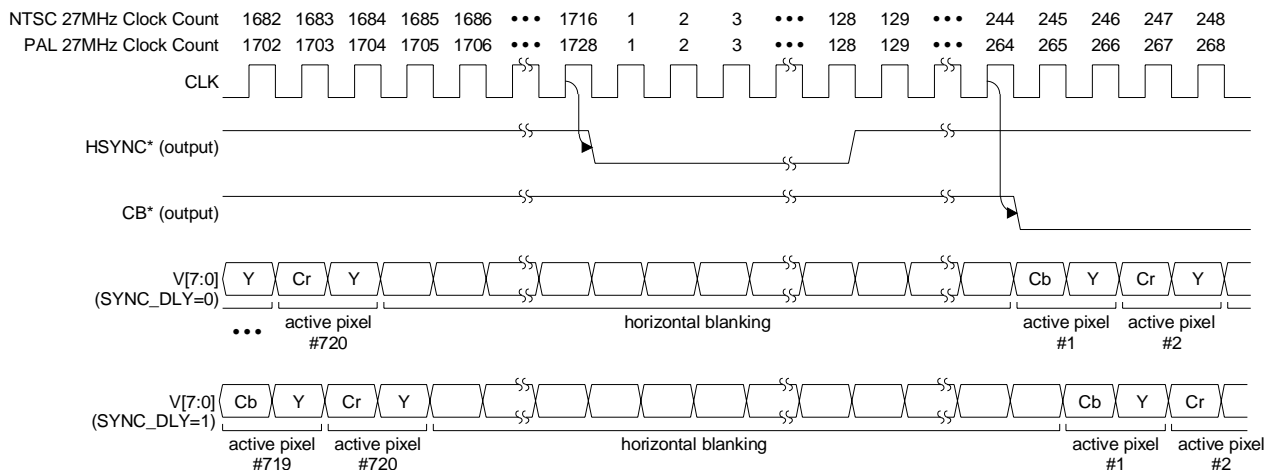 NTSC 27MHz Clock Count 1682 1683 1684 1685 1686 ••• 1716 1 2 3 ••• 128 129 ••• 244 245 246 247 248
PAL 27MHz Clock Count 1702 1703 1704 1705 1706 ••• 1728 1 2 3 ••• 128 129 ••• 264 265 266 267 268
CLK
HSYNC* (output)
CB* (output)
V[7:0] Y Cr Y Cb Y Cr Y
(SYNC_DLY=0)
••• active pixel horizontal blanking active pixel active pixel
#720 #1 #2
V[7:0] Cb Y Cr Y Cb Y Cr
(SYNC_DLY=1)
active pixel active pixel horizontal blanking active pixel active pixel
#719 #720 #1 #2